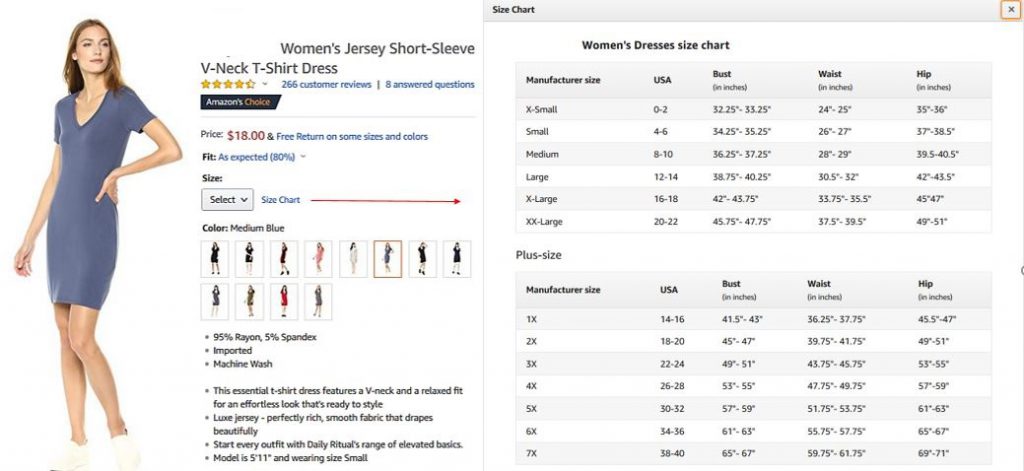 Women's Jersey Short-Sleeve
V-Neck T-Shirt Dress
266 customer reviews | 8 answered questions
Amazon's Choice
Price: $18.00 & Free Return on some sizes and colors
Fit: As expected (80%)
Size:
Select Size Chart
Color: Medium Blue
95% Rayon, 5% Spandex
Imported
Machine Wash
This essential t-shirt dress features a V-neck and a relaxed fit
for an effortless look that's ready to style
Luxe jersey - perfectly rich, smooth fabric that drapes
beautifully
Start every outfit with Daily Ritual's range of elevated basics.
Model is 5'11" and wearing size Small
Size Chart
Women's Dresses size chart
Manufacturer size USA Bust (in inches) Waist (in inches) Hip (in inches)
X-Small 0-2 32.25"- 33.25" 24"- 25" 35"-36"
Small 4-6 34.25"- 35.25" 26"- 27" 37"-38.5"
Medium 8-10 36.25"- 37.25" 28"- 29" 39.5-40.5"
Large 12-14 38.75"- 40.25" 30.5"- 32" 42"-43.5"
X-Large 16-18 42"- 43.75" 33.75"- 35.5" 45"47"
XX-Large 20-22 45.75"- 47.75" 37.5"- 39.5" 49"-51"
Plus-size
Manufacturer size USA Bust (in inches) Waist (in inches) Hip (in inches)
1X 14-16 41.5"- 43" 36.25"- 37.75" 45.5"-47"
2X 18-20 45"- 47" 39.75"- 41.75" 49"-51"
3X 22-24 49"- 51" 43.75"- 45.75" 53"-55"
4X 26-28 53"- 55" 47.75"- 49.75" 57"-59"
5X 30-32 57"- 59" 51.75"- 53.75" 61"-63"
6X 34-36 61"- 63" 55.75"- 57.75" 65"-67"
7X 38-40 65"- 67" 59.75"- 61.75" 69"-71"